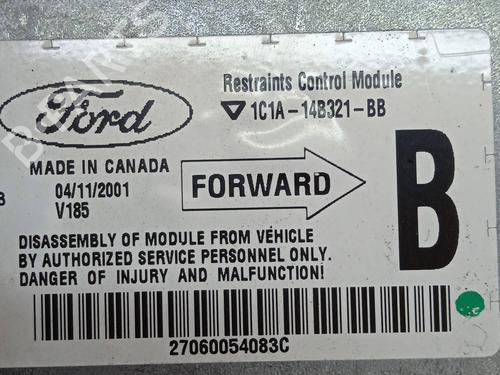 Ford
Restraints Control Module
1C1A-14B321-BB
MADE IN CANADA
04/11/2001
V185
FORWARD
B
DISASSEMBLY OF MODULE FROM VÉHICLE
BY AUTHORIZED SERVICE PERSONNEL ONLY.
DANGER OF INJURY AND MALFUNCTION!
27060054083C